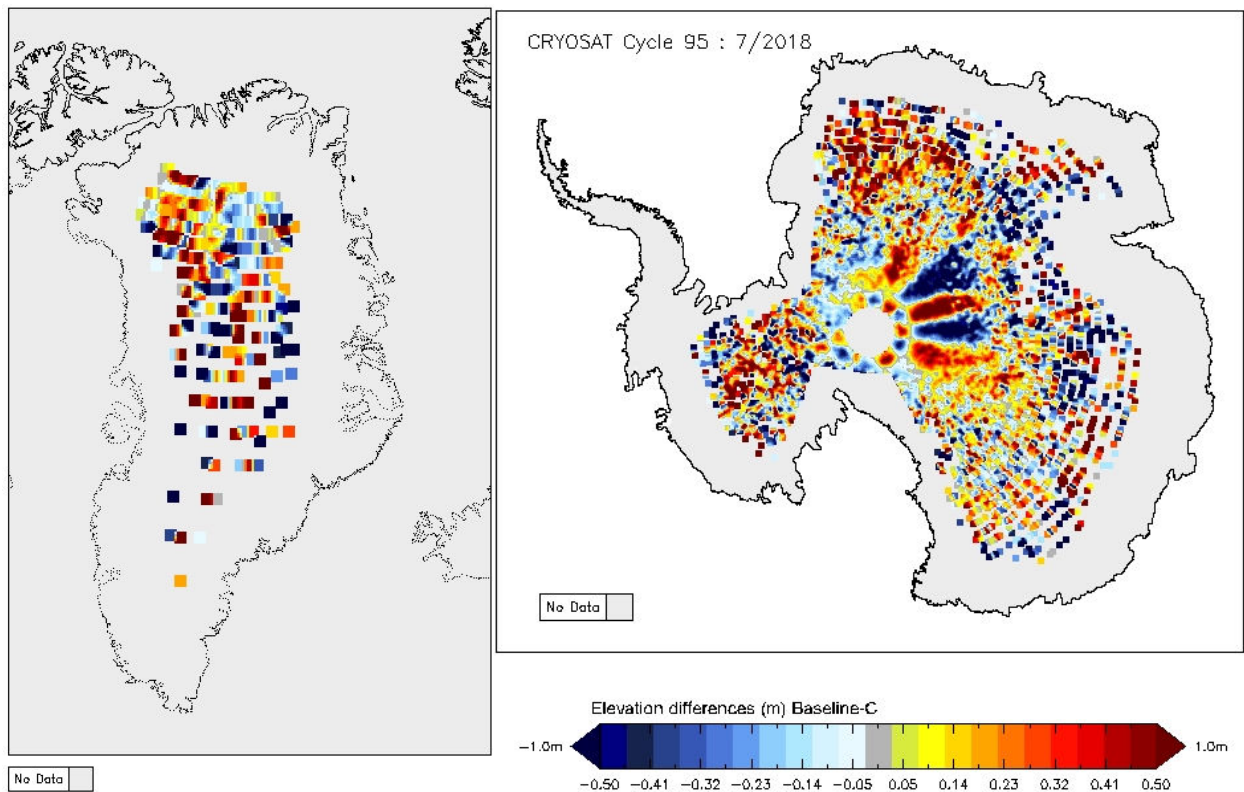 CRYOSAT Cycle 95 : 7/2018
No Data
Elevation differences (m) Baseline-C
-1.0m
1.0m
-0.50 -0.41 -0.32 -0.23 -0.14 -0.05 0.05 0.14 0.23 0.32 0.41 0.50
No Data